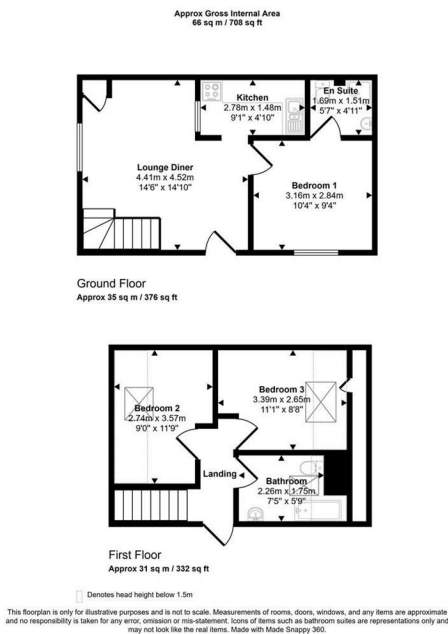 Approx Gross Internal Area
66 sq m / 708 sq ft
Kitchen
2.78m x 1.48m
9'1" x 4'10"
En Suite
1.69m x 1.51m
5'7" x 4'11"
Lounge Diner
4.41m x 4.52m
14'6" x 14'10"
Bedroom 1
3.16m x 2.84m
10'4" x 9'4"
Ground Floor
Approx 35 sq m / 376 sq ft
Bedroom 2
2.74m x 3.57m
9'0" x 11'9"
Bedroom 3
3.39m x 2.65m
11'1" x 8'8"
Landing
Bathroom
2.26m x 1.75m
7'5" x 5'9"
First Floor
Approx 31 sq m / 332 sq ft
Denotes head height below 1.5m
This floorplan is only for illustrative purposes and is not to scale. Measurements of rooms, doors, windows, and any items are approximate
and no responsibility is taken for any error, omission or mis-statement. Icons of items such as bathroom suites are representations only and
may not look like the real items. Made with Made Snappy 360.